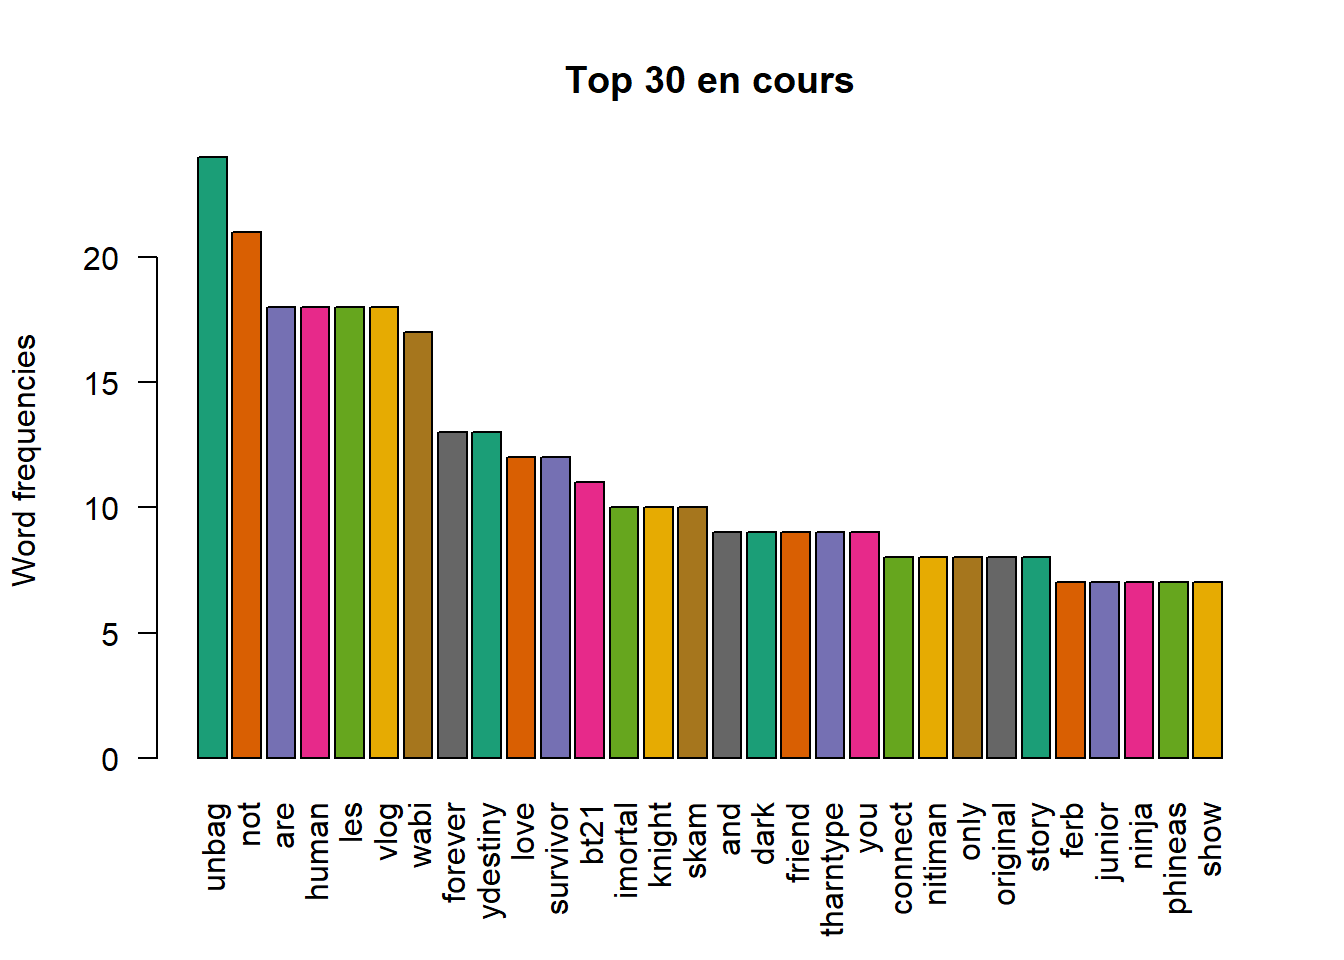 Top 30 en cours
Word frequencies
20
15
10
5
0
unbag
not
are
human
les
vlog
wabi
forever
ydestiny
love
survivor
bt21
imortal
knight
skam
and
dark
friend
tharntype
you
connect
nitiman
only
original
story
ferb
junior
ninja
phineas
show